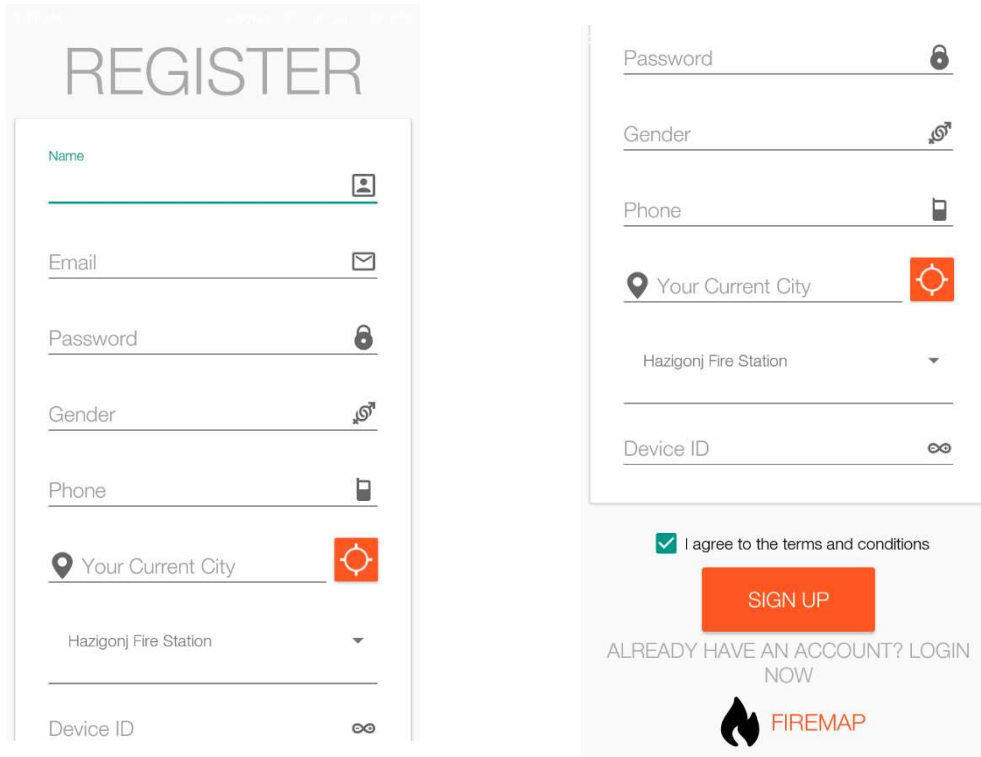 REGISTER
Name
Email
Password
Gender
Phone
Your Current City
Hazigonj Fire Station
Device ID
Password
Gender
Phone
Your Current City
Hazigonj Fire Station
Device ID
I agree to the terms and conditions
SIGN UP
ALREADY HAVE AN ACCOUNT? LOGIN
NOW
FIREMAP